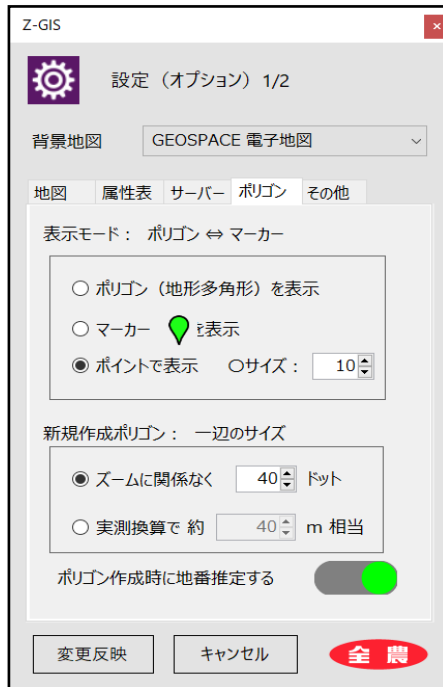 Z-GIS
×
設定（オプション）1/2
背景地図 GEOSPACE 電子地図
地図 属性表 サーバー ポリゴン その他
表示モード： ポリゴン ⇔ マーカー
ポリゴン（地形多角形）を表示
マーカー を表示
ポイントで表示 〇サイズ： 10
新規作成ポリゴン： 一辺のサイズ
ズームに関係なく 40 ドット
実測換算で 約 40 m 相当
ポリゴン作成時に地番推定する
変更反映 キャンセル 全農